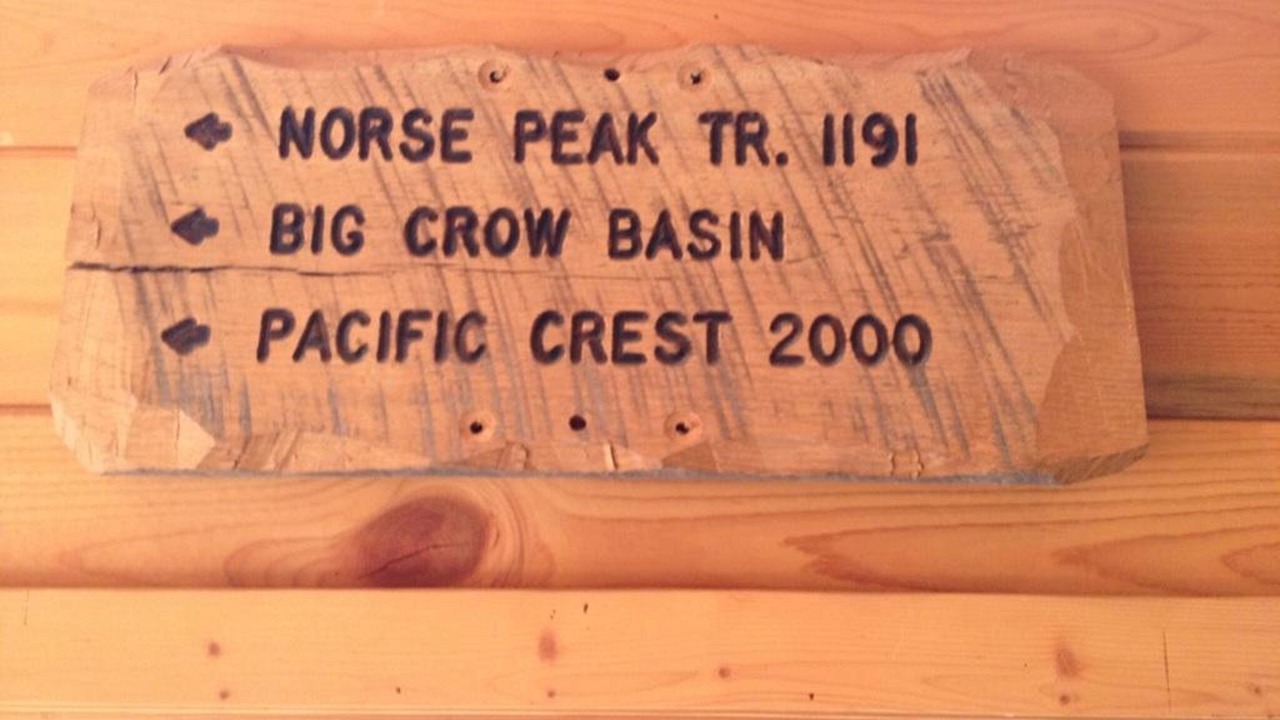 NORSE PEAK TR. 1191
BIG CROW BASIN
PACIFIC CREST 2000